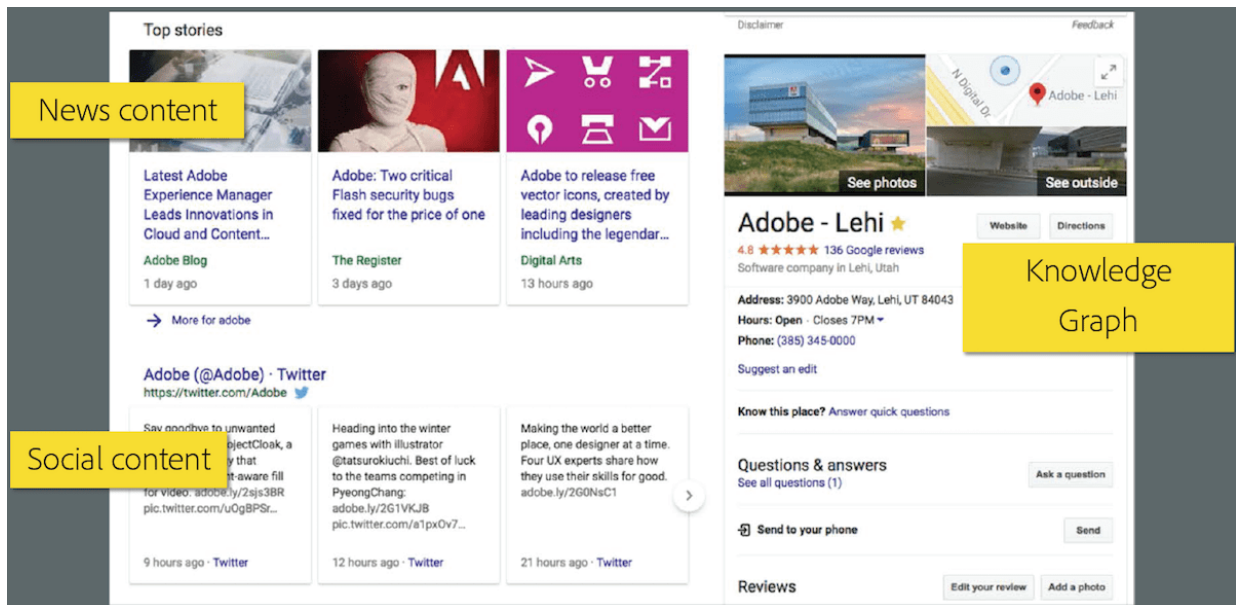 Top stories
News content
Latest Adobe
Experience Manager
Leads Innovations in
Cloud and Content...
Adobe Blog
1 day ago
Adobe: Two critical
Flash security bugs
fixed for the price of one
The Register
3 days ago
Adobe to release free
vector icons, created by
leading designers
including the legendar...
Digital Arts
13 hours ago
More for adobe
Adobe (@Adobe) · Twitter
https://twitter.com/Adobe
Social content
Say goodbye to unwanted
ojectCloak, a
y that
nt-aware fill
for video. adobe.ly/2sjs3BR
pic.twitter.com/uOgBPSr...
9 hours ago · Twitter
Heading into the winter
games with illustrator
@tatsurokiuchi. Best of luck
to the teams competing in
PyeongChang:
adobe.ly/2G1VKJB
pic.twitter.com/a1pxOv7...
12 hours ago · Twitter
Making the world a better
place, one designer at a time.
Four UX experts share how
they use their skills for good.
adobe.ly/2G0NsC1
21 hours ago · Twitter
Disclaimer
Feedback
N Digital Dr
Adobe - Lehi
See photos
See outside
Adobe - Lehi
Website
Directions
4.8 136 Google reviews
Software company in Lehi, Utah
Knowledge
Graph
Address: 3900 Adobe Way, Lehi, UT 84043
Hours: Open · Closes 7PM
Phone: (385) 345-0000
Suggest an edit
Know this place? Answer quick questions
Questions & answers
See all questions (1)
Ask a question
Send to your phone
Send
Reviews
Edit your review
Add a photo